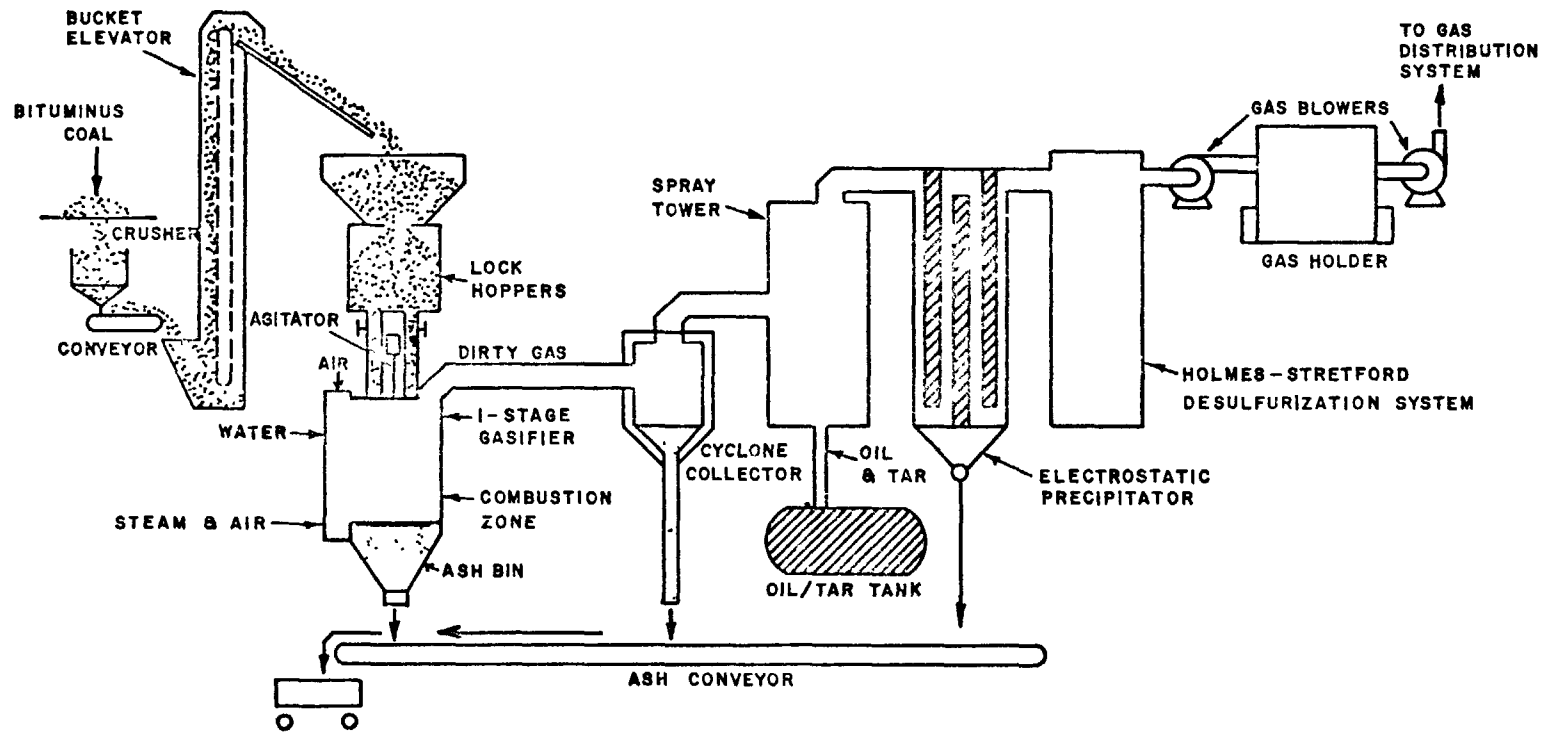 BUCKET
ELEVATOR
BITUMINUS
COAL
CRUSHER
CONVEYOR
LOCK
HOPPERS
AGITATOR
AIR
DIRTY GAS
WATER
1-STAGE
GASIFIER
COMBUSTION
ZONE
STEAM & AIR
ASH BIN
CYCLONE
COLLECTOR
SPRAY
TOWER
OIL
& TAR
OIL/TAR TANK
ELECTROSTATIC
PRECIPITATOR
HOLMES-STRETFORD
DESULFURIZATION SYSTEM
GAS BLOWERS
GAS HOLDER
TO GAS
DISTRIBUTION
SYSTEM
ASH CONVEYOR